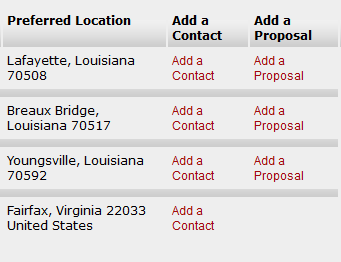 Preferred Location Add a Contact Add a Proposal
Lafayette, Louisiana Add a Add a
70508 Contact Proposal
Breaux Bridge, Add a Add a
Louisiana 70517 Contact Proposal
Youngsville, Louisiana Add a Add a
70592 Contact Proposal
Fairfax, Virginia 22033 Add a
United States Contact